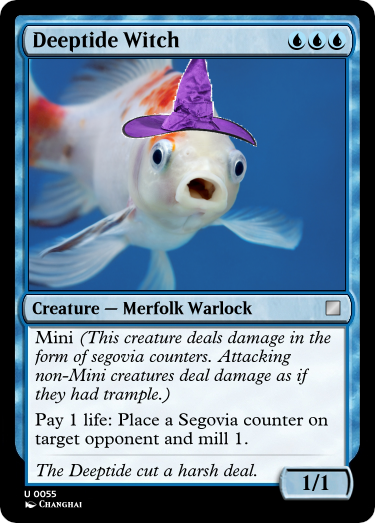 Deeptide Witch
Creature — Merfolk Warlock
Mini (This creature deals damage in the
form of segovia counters. Attacking
non-Mini creatures deal damage as if
they had trample.)
Pay 1 life: Place a Segovia counter on
target opponent and mill 1.
The Deeptide cut a harsh deal.
1/1
U 0055
Changhai